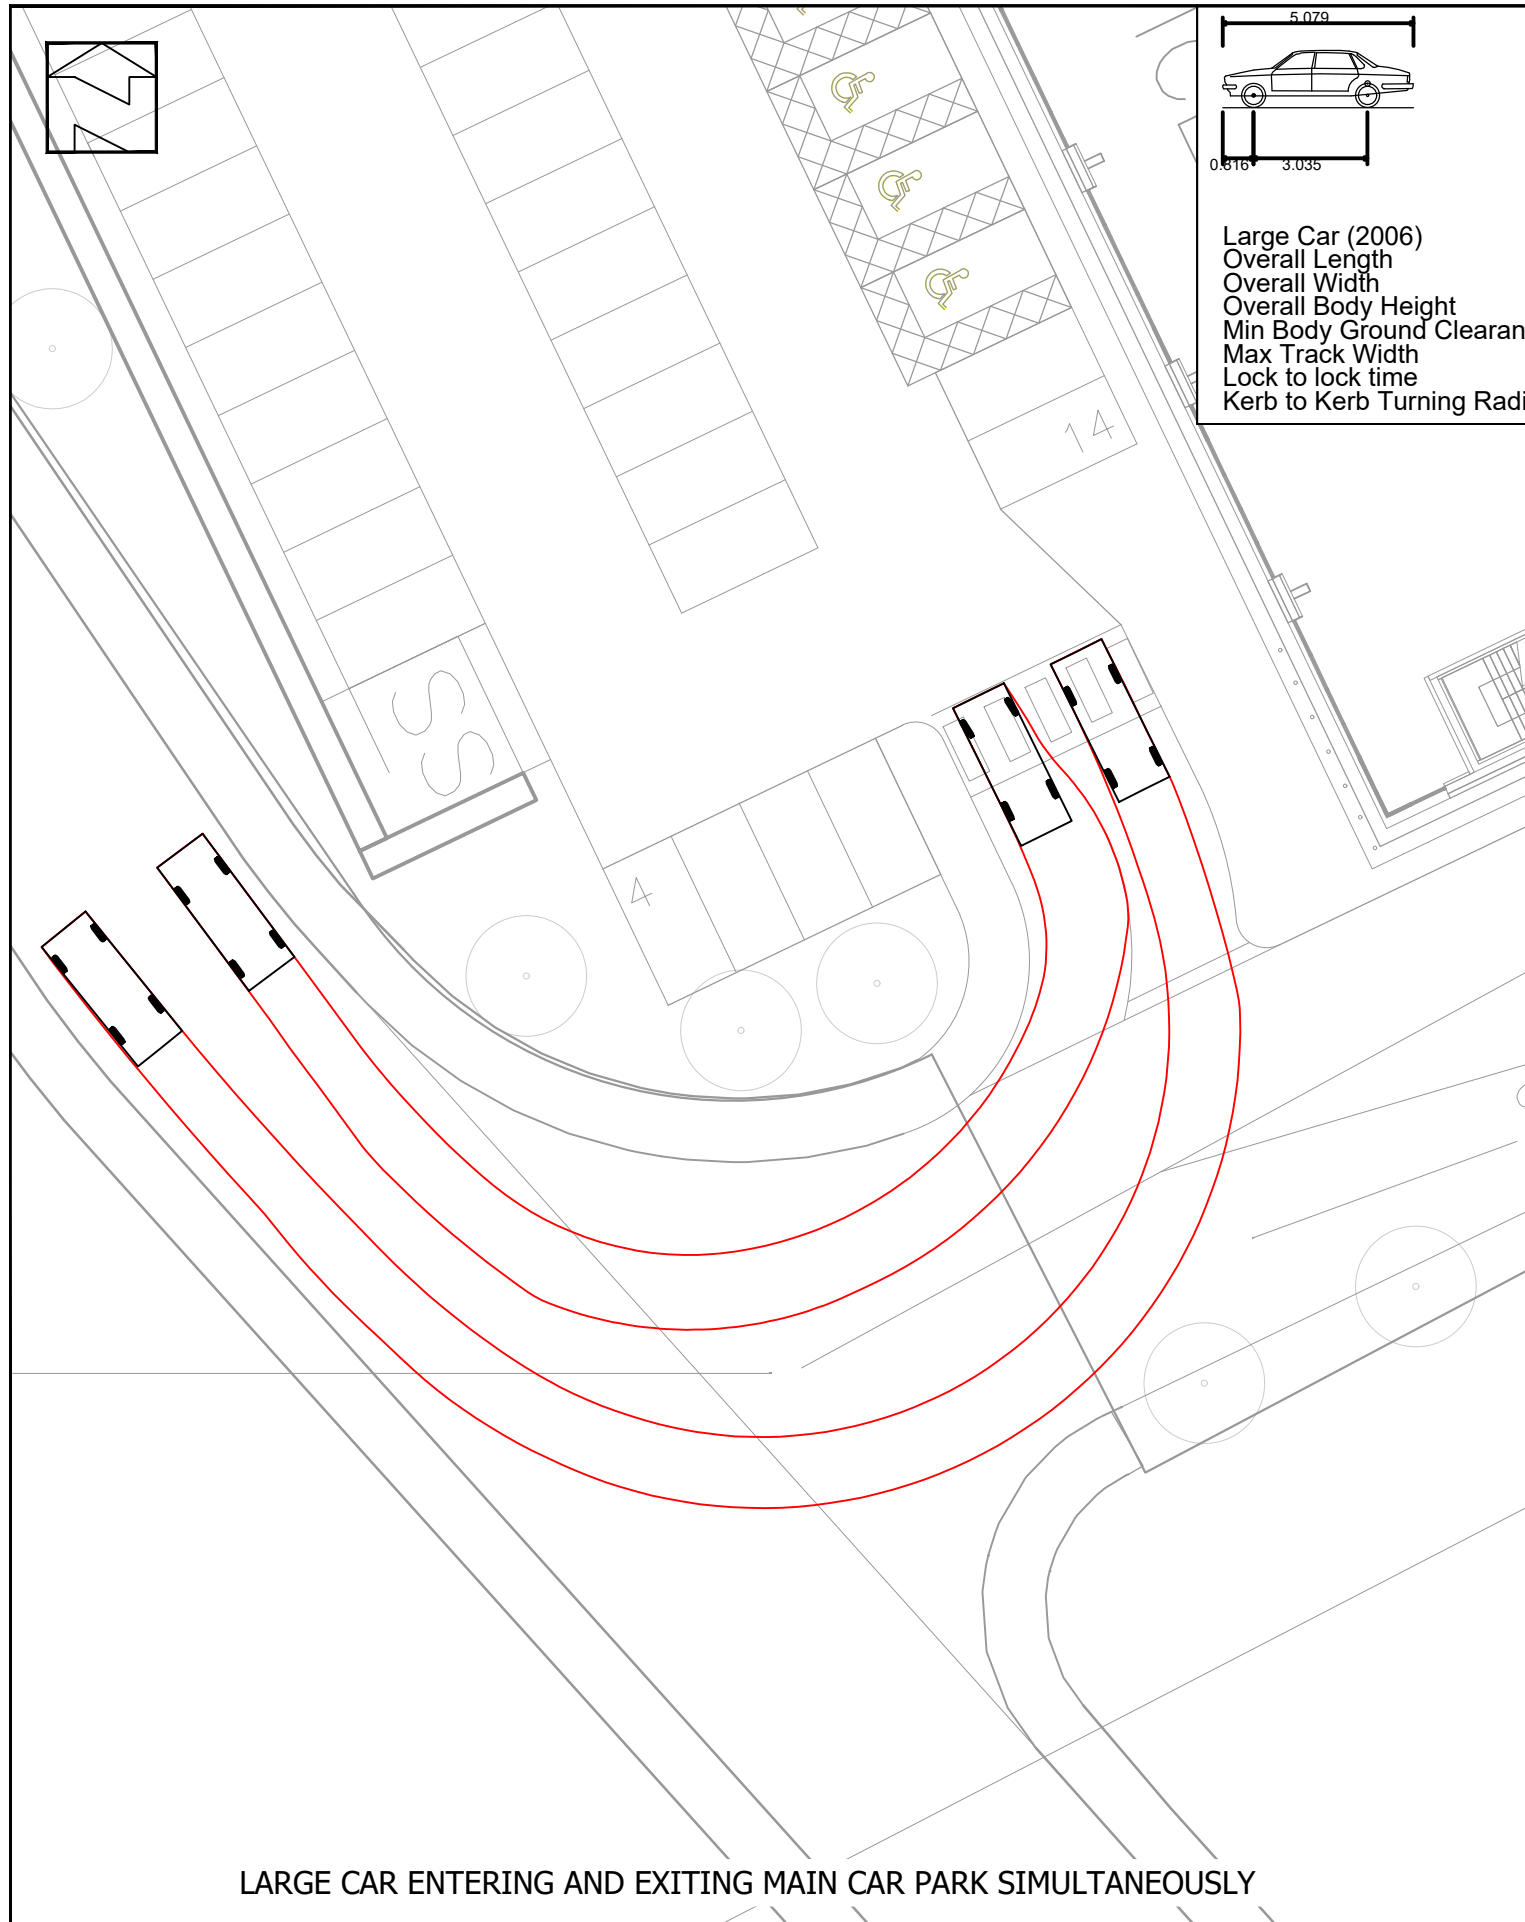 5.079
0.816 3.035
Large Car (2006)
Overall Length
Overall Width
Overall Body Height
Min Body Ground Clearan
Max Track Width
Lock to lock time
Kerb to Kerb Turning Radi
14
SS
4
LARGE CAR ENTERING AND EXITING MAIN CAR PARK SIMULTANEOUSLY